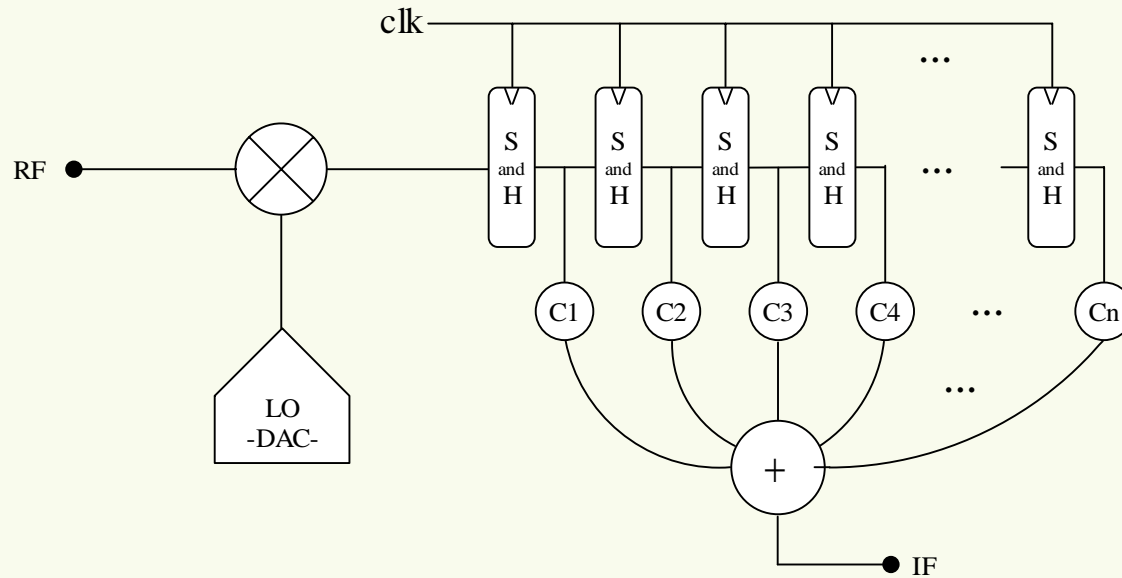 clk
...
S
and
H
S
and
H
S
and
H
S
and
H
...
S
and
H
RF
C1
C2
C3
C4
...
Cn
LO
-DAC-
...
+
IF